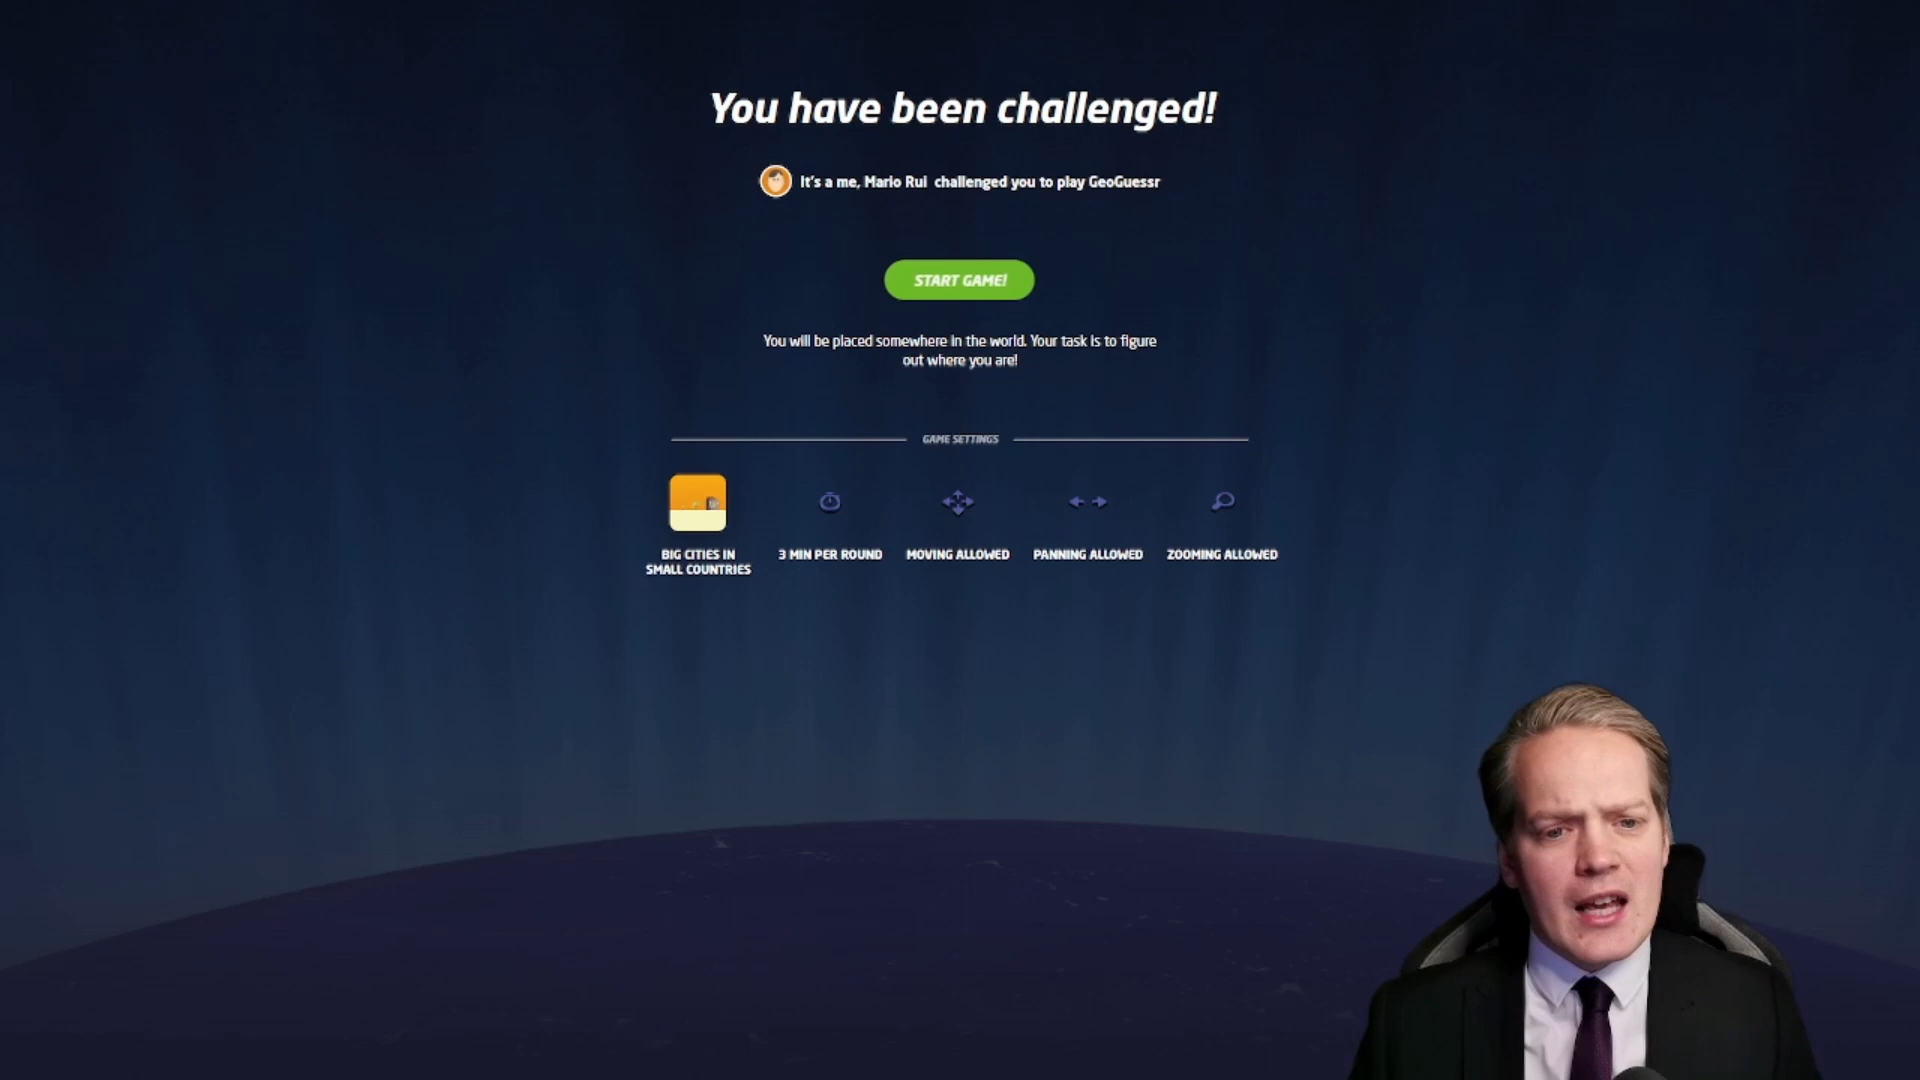 You have been challenged!
It's a me, Mario Rui challenged you to play GeoGuessr
START GAME!
You will be placed somewhere in the world. Your task is to figure
out where you are!
GAME SETTINGS
BIG CITIES IN
SMALL COUNTRIES
3 MIN PER ROUND
MOVING ALLOWED
PANNING ALLOWED
ZOOMING ALLOWED